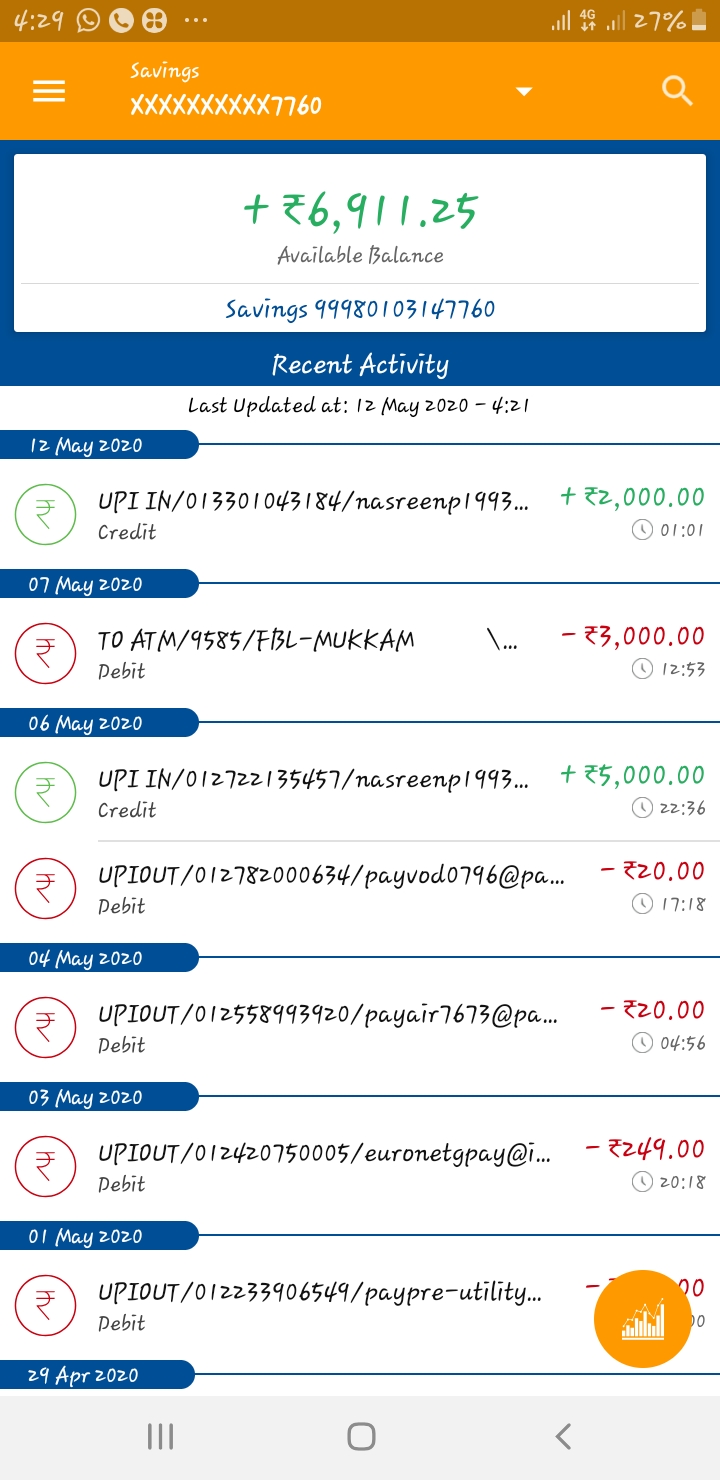 4:29 ... 4G 27%
Savings
XXXXXXXXXX7760
+ ₹6,911.25
Available Balance
Savings 99980103147760
Recent Activity
Last Updated at: 12 May 2020 - 4:21
12 May 2020
UPI IN/013301043184/nasreenp1993... + ₹2,000.00
Credit 01:01
07 May 2020
TO ATM/9585/FBL-MUKKAM \... - ₹3,000.00
Debit 12:53
06 May 2020
UPI IN/012722135457/nasreenp1993... + ₹5,000.00
Credit 22:36
UPIOUT/012782000634/payvod0796@pa... - ₹20.00
Debit 17:18
04 May 2020
UPIOUT/012558993920/payair7673@pa... - ₹20.00
Debit 04:56
03 May 2020
UPIOUT/012420750005/euronetgpay@i... - ₹249.00
Debit 20:18
01 May 2020
UPIOUT/012233906549/paypre-utility...
Debit
29 Apr 2020